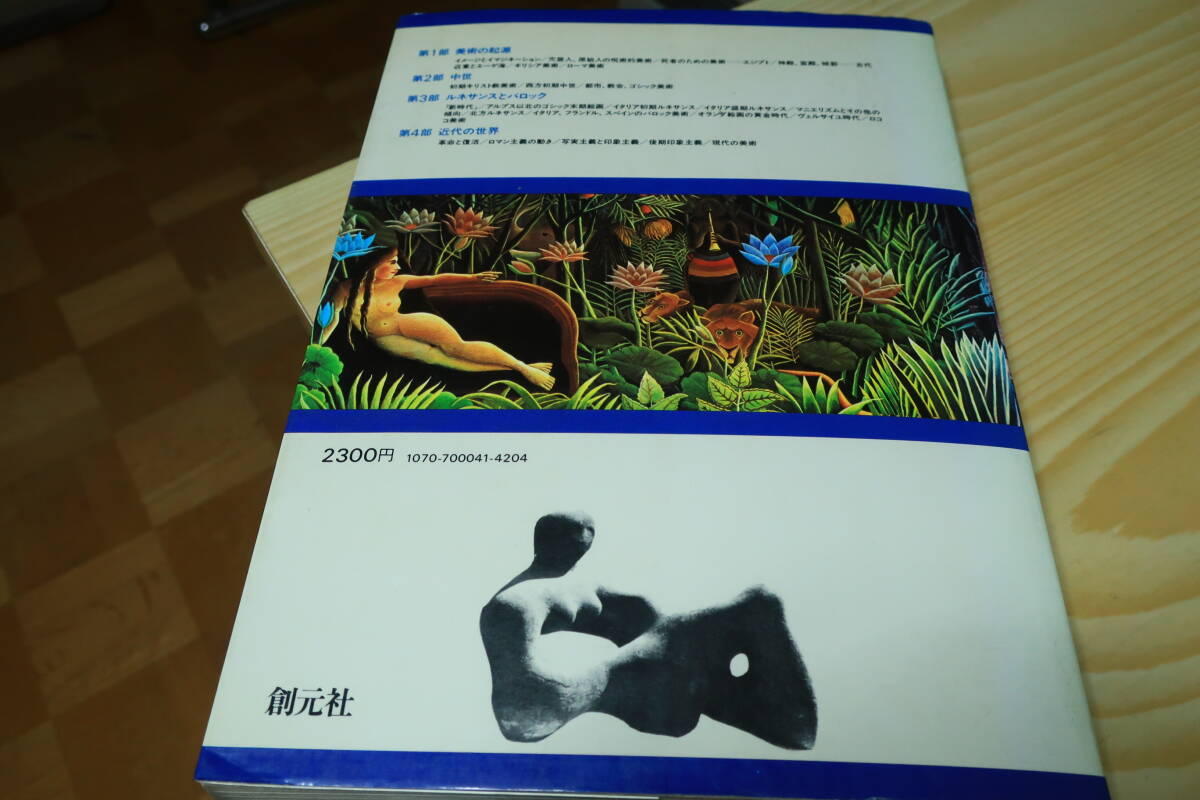 第1部 美術の起源
イメージとイマジネーション/穴居人、原始人の呪術的美術/死者のための美術――エジプト/神殿、宮殿、城砦――古代
近東とエーゲ海/ギリシア美術/ローマ美術
第2部 中世
初期キリスト教美術/西方初期中世/都市、教会、ゴシック美術
第3部 ルネサンスとバロック
「新時代」/アルプス以北のゴシック末期絵画/イタリア初期ルネサンス/イタリア盛期ルネサンス/マニエリスムとその他の
傾向/北方ルネサンス/イタリア、フランドル、スペインのバロック美術/オランダ絵画の黄金時代/ヴェルサイユ時代/ロコ
コ美術
第4部 近代の世界
革命と復活/ロマン主義の動き/写実主義と印象主義/後期印象主義/現代の美術
2300円 1070-700041-4204
創元社